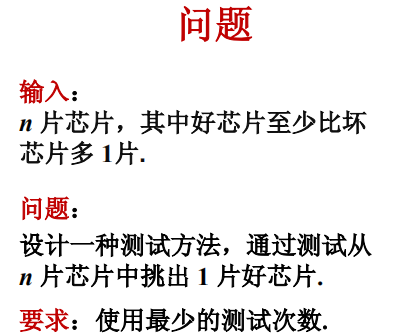 问题
输入：
n 片芯片，其中好芯片至少比坏
芯片多 1片.
问题：
设计一种测试方法，通过测试从
n 片芯片中挑出 1 片好芯片.
要求：使用最少的测试次数.